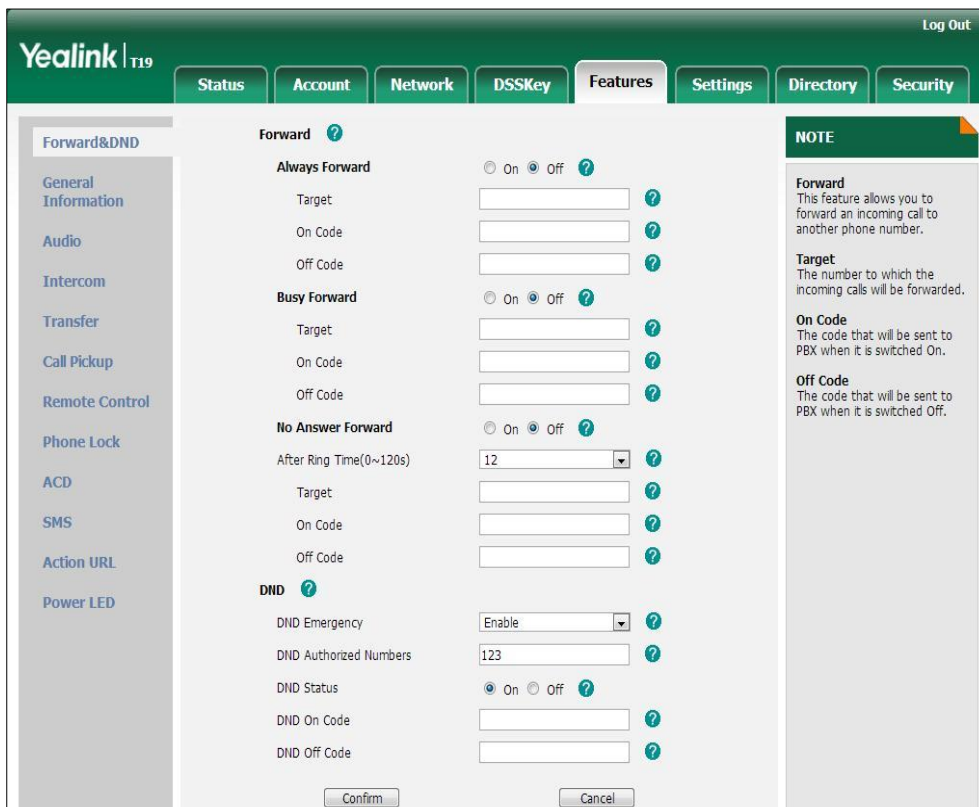 Log Out
Yealink T19
Status Account Network DSSKey Features Settings Directory Security
Forward&DND
General
Information
Audio
Intercom
Transfer
Call Pickup
Remote Control
Phone Lock
ACD
SMS
Action URL
Power LED
Forward ?
Always Forward On Off ?
Target ?
On Code ?
Off Code ?
Busy Forward On Off ?
Target ?
On Code ?
Off Code ?
No Answer Forward On Off ?
After Ring Time(0~120s) 12 ?
Target ?
On Code ?
Off Code ?
DND ?
DND Emergency Enable ?
DND Authorized Numbers 123 ?
DND Status On Off ?
DND On Code ?
DND Off Code ?
Confirm Cancel
NOTE
Forward
This feature allows you to
forward an incoming call to
another phone number.
Target
The number to which the
incoming calls will be forwarded.
On Code
The code that will be sent to
PBX when it is switched On.
Off Code
The code that will be sent to
PBX when it is switched Off.